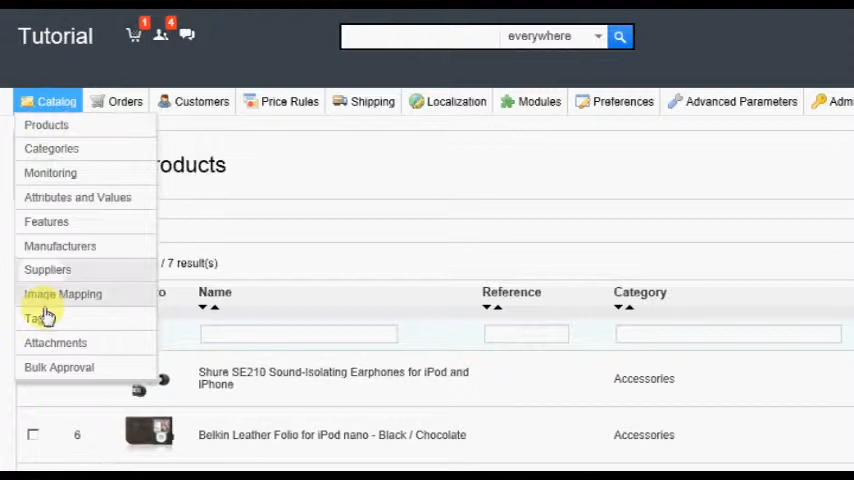 Tutorial
1
4
everywhere
Catalog
Orders
Customers
Price Rules
Shipping
Localization
Modules
Preferences
Advanced Parameters
Products
Categories
Monitoring
Attributes and Values
Features
Manufacturers
Suppliers
Image Mapping
Attachments
Bulk Approval
/ 7 result(s)
Name
Reference
Category
Shure SE210 Sound-Isolating Earphones for iPod and
iPhone
Accessories
6
Belkin Leather Folio for iPod nano - Black / Chocolate
Accessories